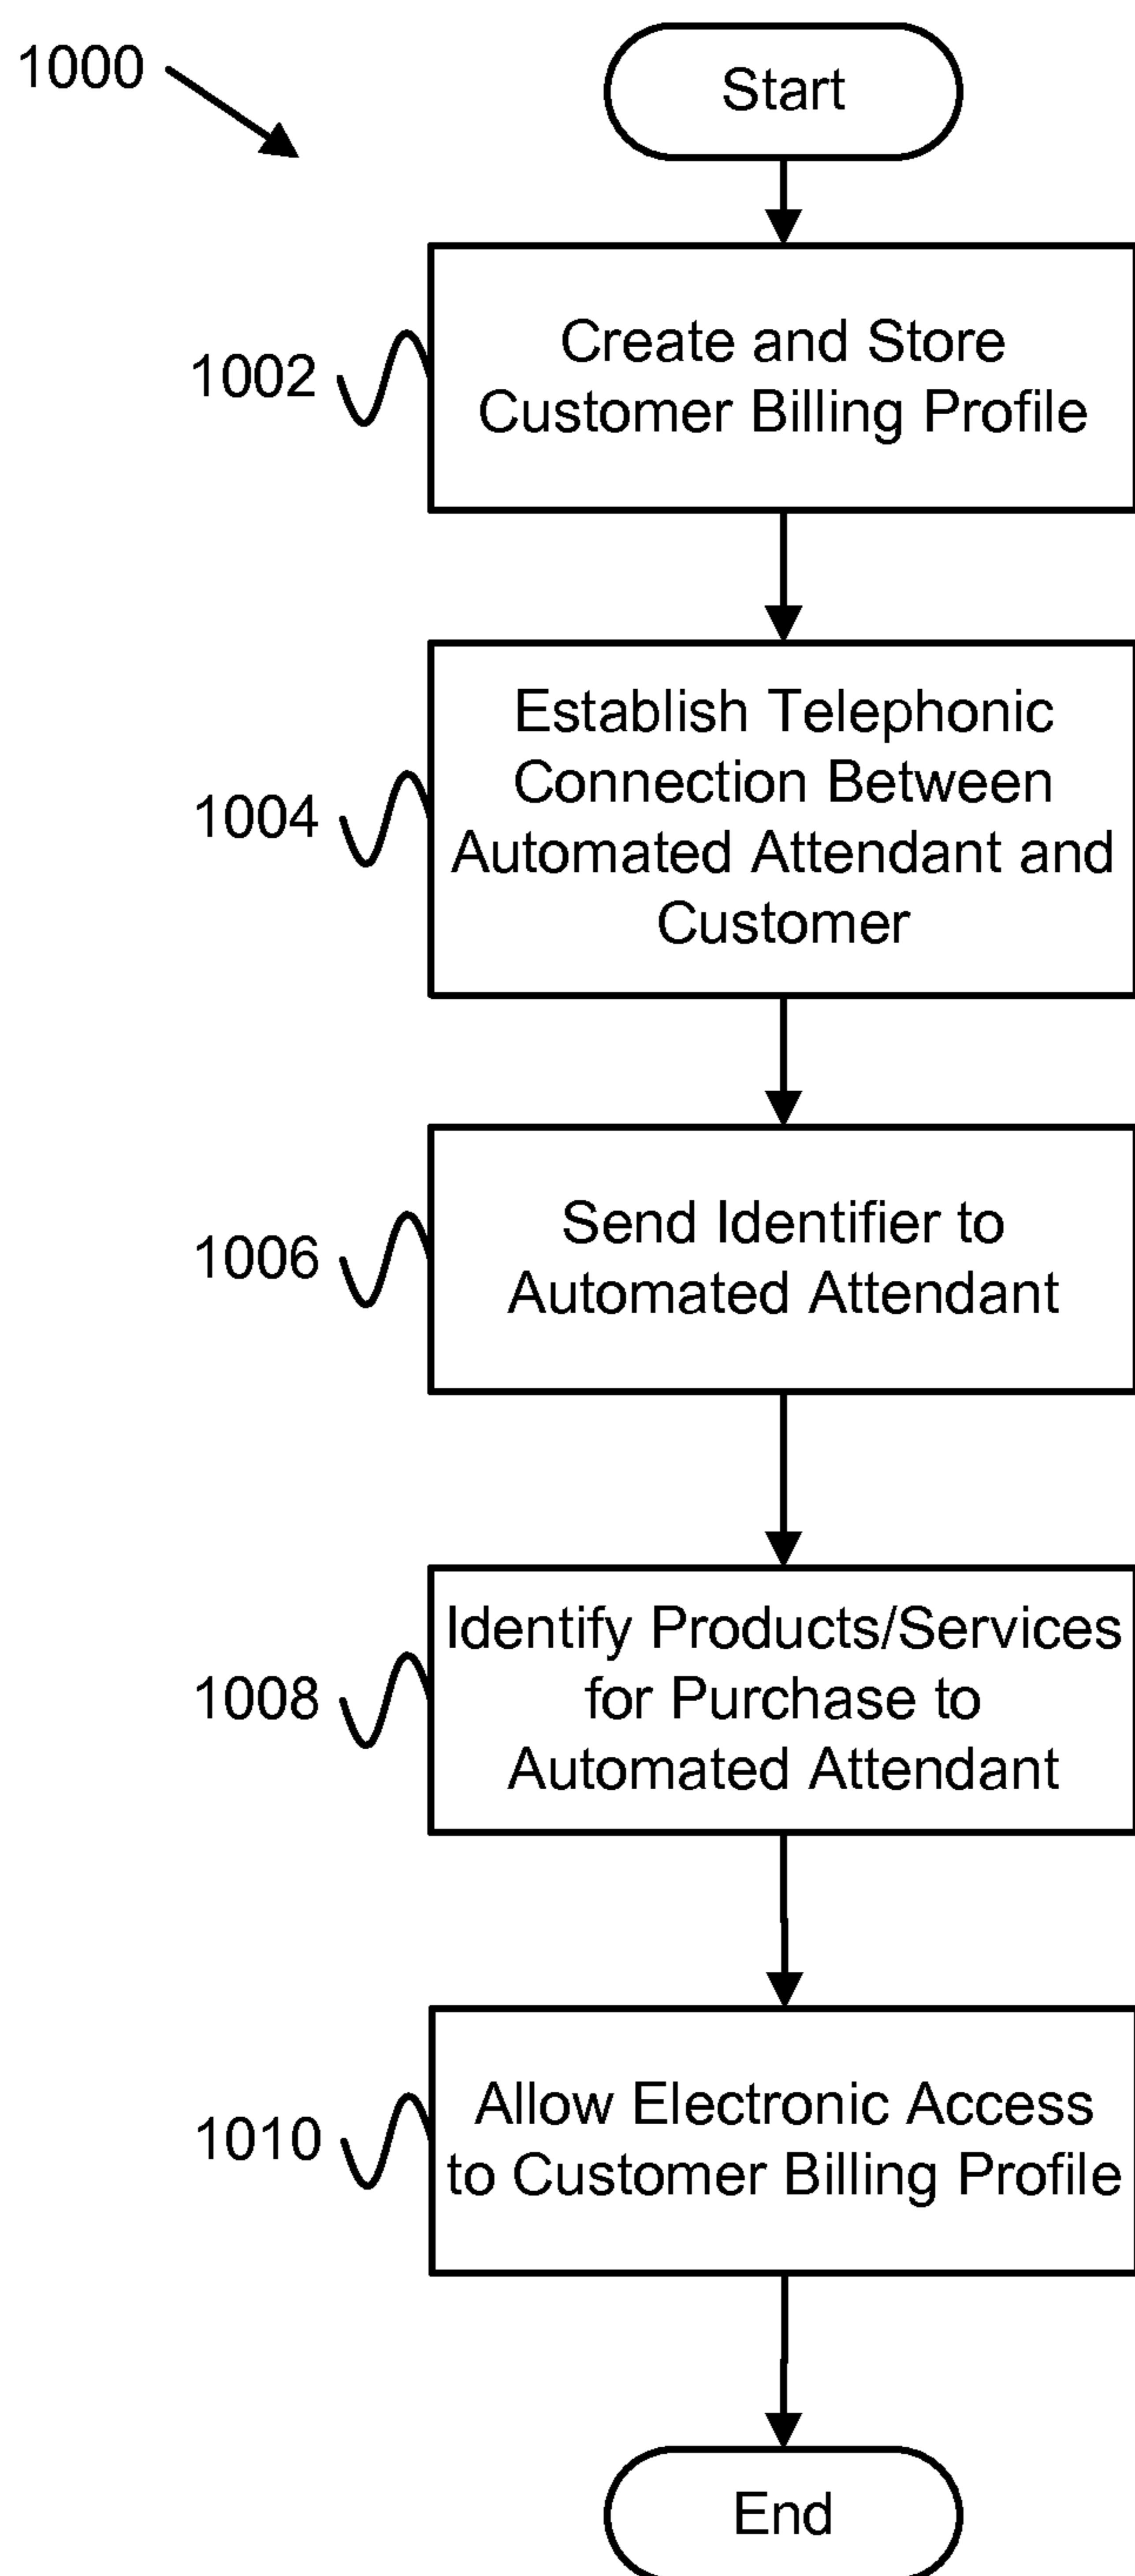 1000
Start
1002
Create and Store
Customer Billing Profile
1004
Establish Telephonic
Connection Between
Automated Attendant and
Customer
1006
Send Identifier to
Automated Attendant
1008
Identify Products/Services
for Purchase to
Automated Attendant
1010
Allow Electronic Access
to Customer Billing Profile
End